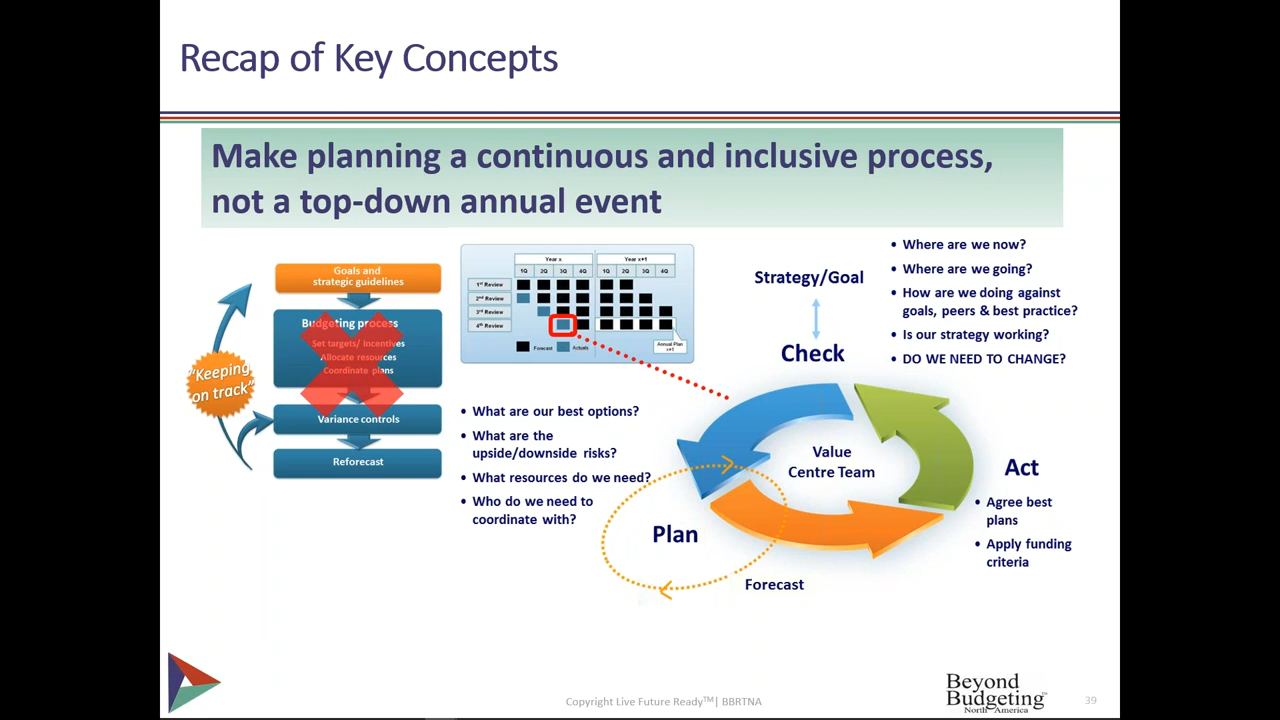 Recap of Key Concepts
Make planning a continuous and inclusive process,
not a top-down annual event
Goals and
strategic guidelines
Budgeting process
Set targets/ Incentives
Allocate resources
Coordinate plans
Variance controls
Reforecast
"Keeping
on track"
Year x
Year x+1
1Q 2Q 3Q 4Q 1Q 2Q 3Q 4Q
1st Review
2nd Review
3rd Review
4th Review
Forecast
Actuals
Annual Plan
x+1
• What are our best options?
• What are the
upside/downside risks?
• What resources do we need?
• Who do we need to
coordinate with?
Strategy/Goal
Check
• Where are we now?
• Where are we going?
• How are we doing against
goals, peers & best practice?
• Is our strategy working?
• DO WE NEED TO CHANGE?
Value
Centre Team
Act
• Agree best
plans
• Apply funding
criteria
Plan
Forecast
Copyright Live Future Ready™| BBRTNA
Beyond
Budgeting™
North America
39